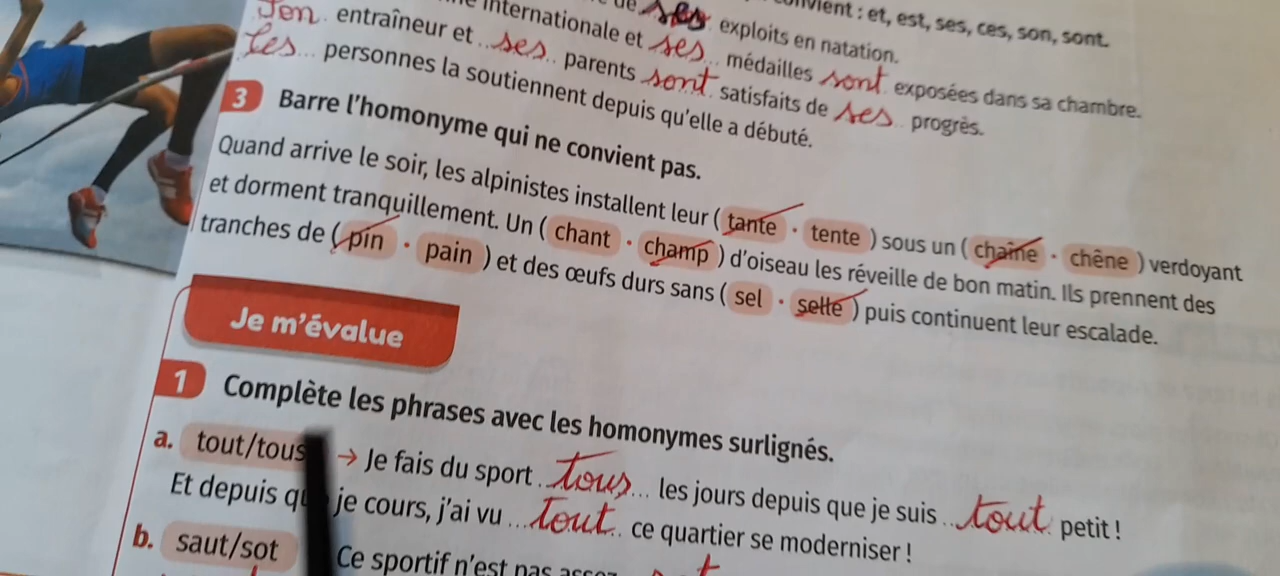 convient : et, est, ses, ces, son, sont.
internationale et ses exploits en natation.
Son entraîneur et ses parents sont médailles sont exposées dans sa chambre.
Les personnes la soutiennent depuis qu'elle a débuté. satisfaits de ses progrès.
3 Barre l'homonyme qui ne convient pas.
Quand arrive le soir, les alpinistes installent leur ( tante · tente ) sous un ( chaîne · chêne ) verdoyant
et dorment tranquillement. Un ( chant · champ ) d'oiseau les réveille de bon matin. Ils prennent des
tranches de ( pin · pain ) et des œufs durs sans ( sel · selle ) puis continuent leur escalade.
Je m'évalue
1 Complète les phrases avec les homonymes surlignés.
a. tout/tous → Je fais du sport tous les jours depuis que je suis tout petit !
Et depuis je cours, j'ai vu tout ce quartier se moderniser !
b. saut/sot Ce sportif n'est pas assez